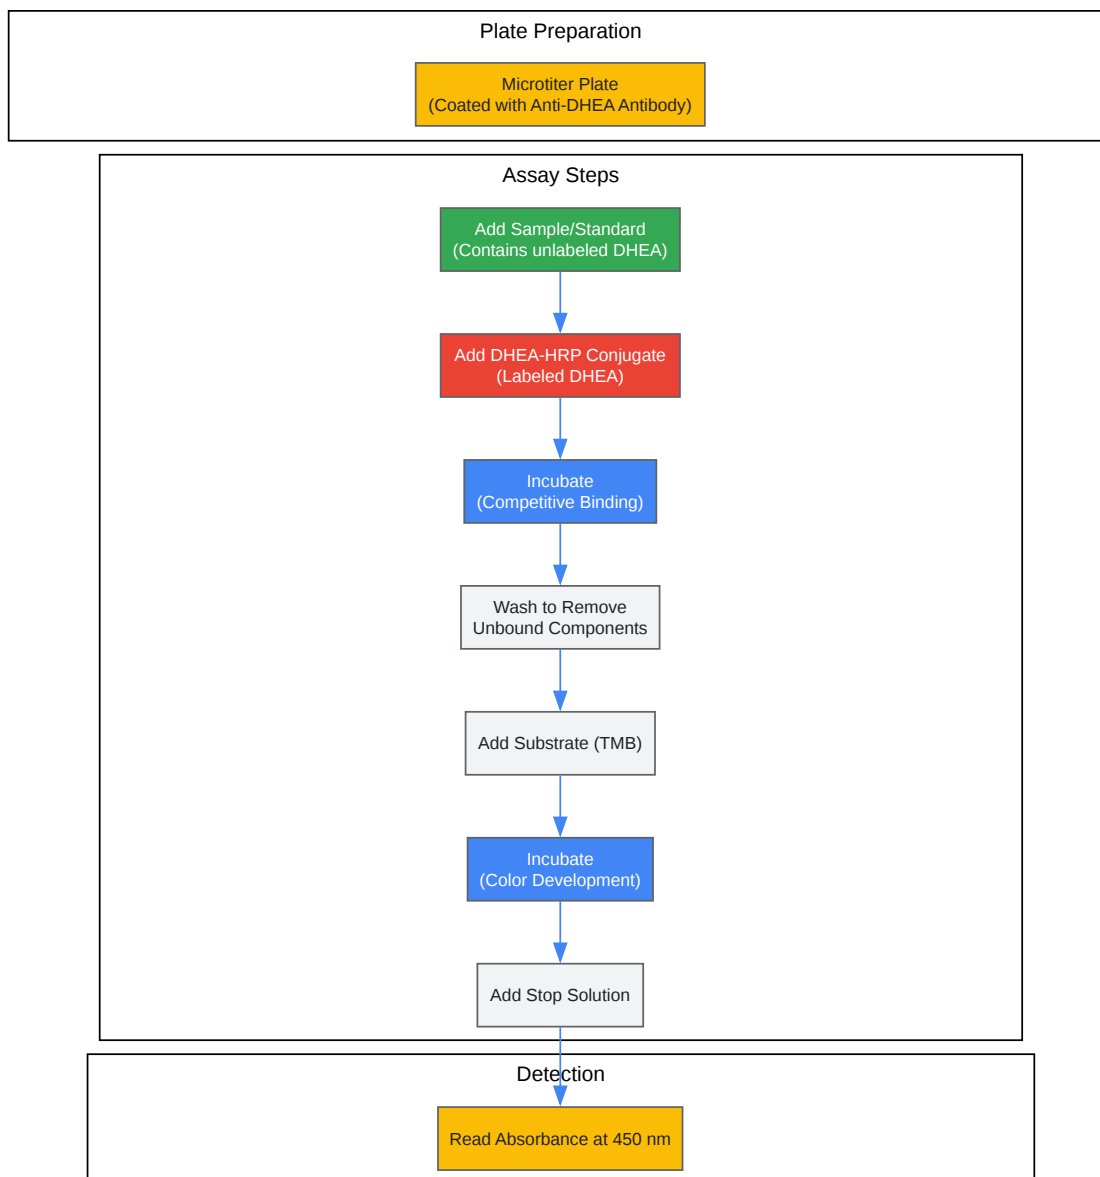 Plate Preparation
Microtiter Plate
(Coated with Anti-DHEA Antibody)
Assay Steps
Add Sample/Standard
(Contains unlabeled DHEA)
Add DHEA-HRP Conjugate
(Labeled DHEA)
Incubate
(Competitive Binding)
Wash to Remove
Unbound Components
Add Substrate (TMB)
Incubate
(Color Development)
Add Stop Solution
Detection
Read Absorbance at 450 nm